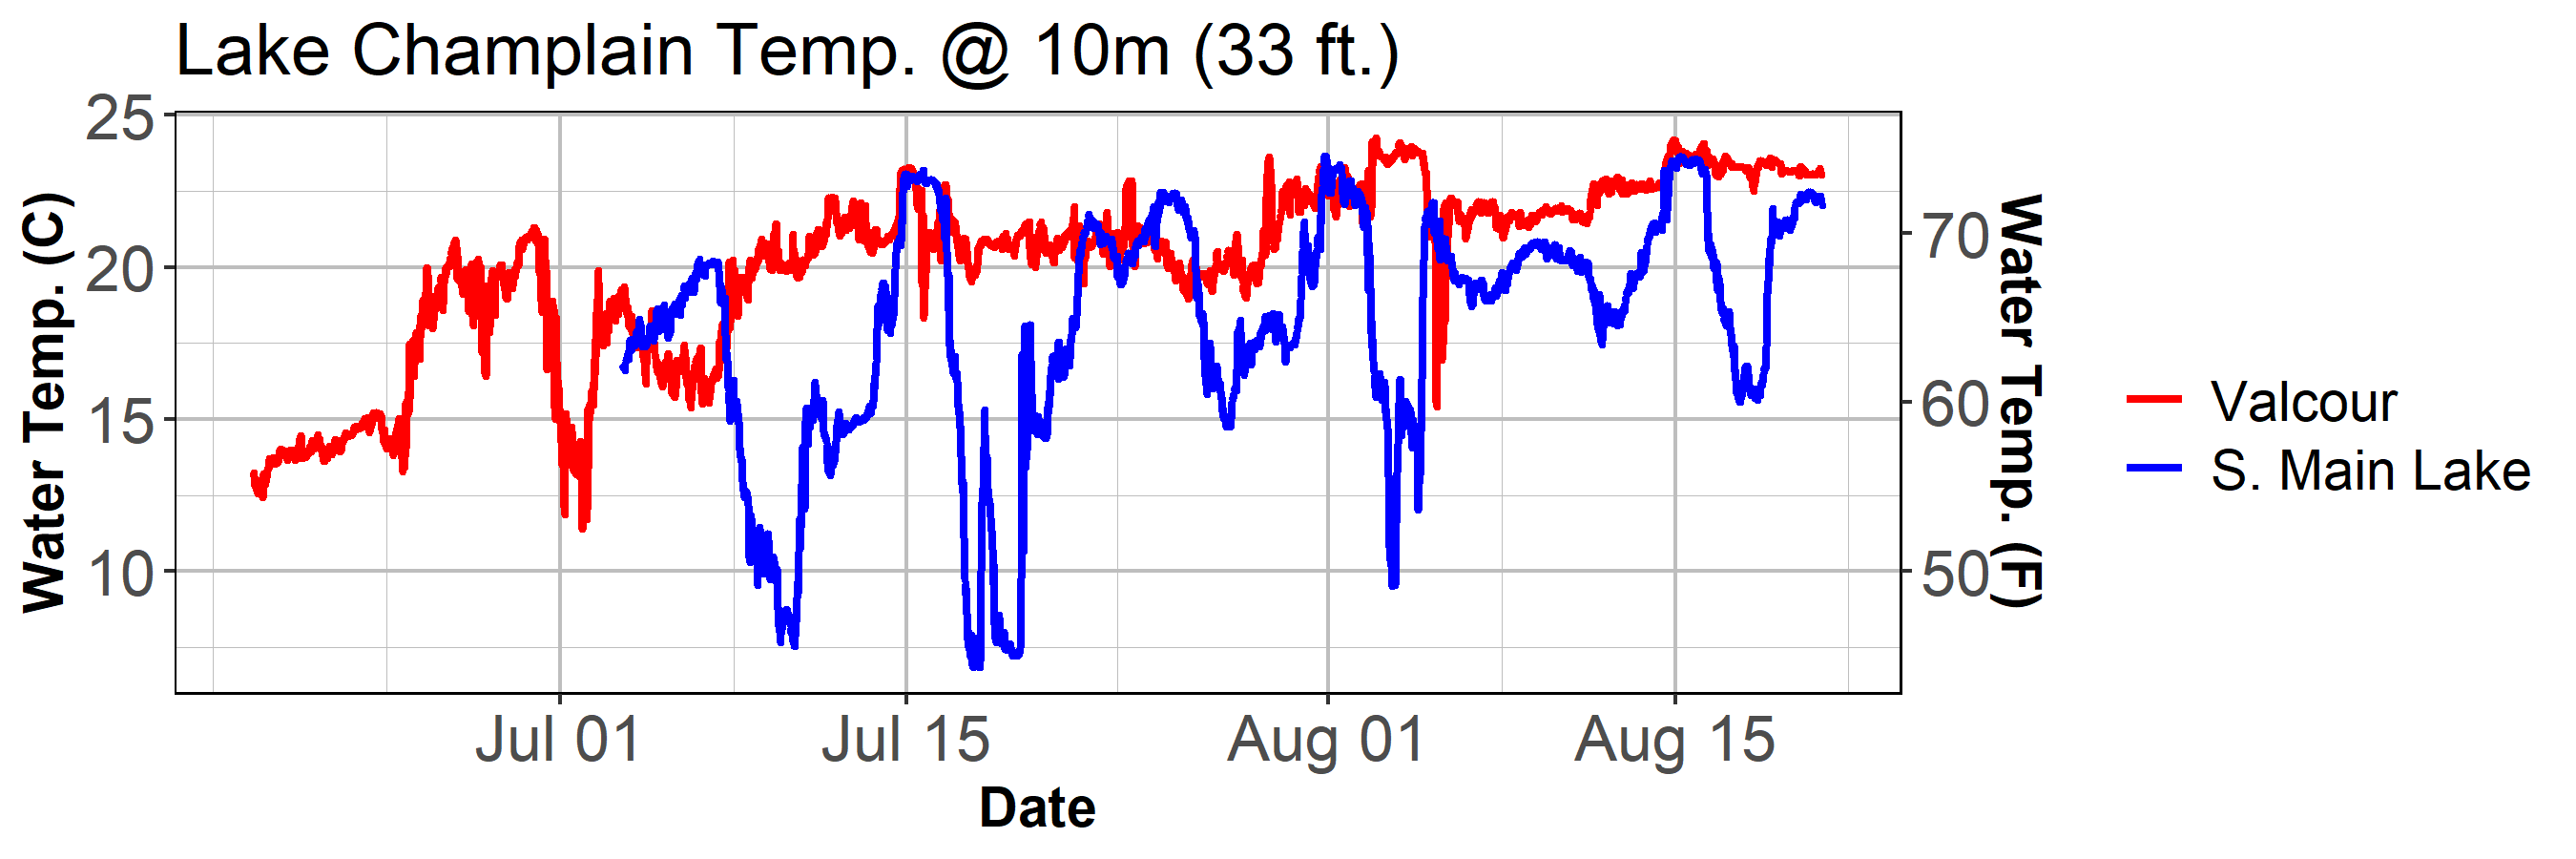 Lake Champlain Temp. @ 10m (33 ft.)
Water Temp. (C)
25
20
15
10
Jul 01
Jul 15
Aug 01
Aug 15
Date
70
60
50
Water Temp. (F)
Valcour
S. Main Lake